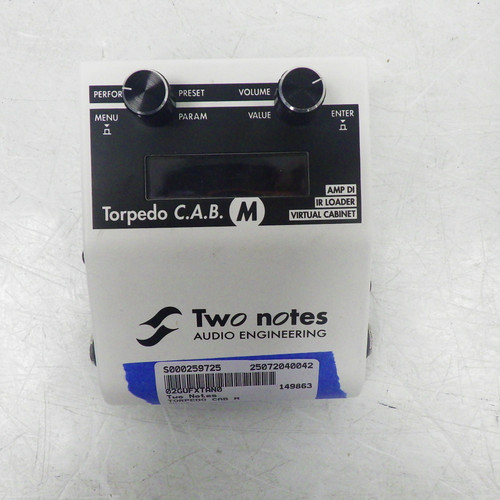 PERFOR PRESET VOLUME
MENU PARAM VALUE ENTER
AMP DI
IR LOADER
VIRTUAL CABINET
Torpedo C.A.B. M
Two notes
AUDIO ENGINEERING
S000259725 25072040042
149863
02GUFXTAN0
Two Notes
TORPEDO CAB M